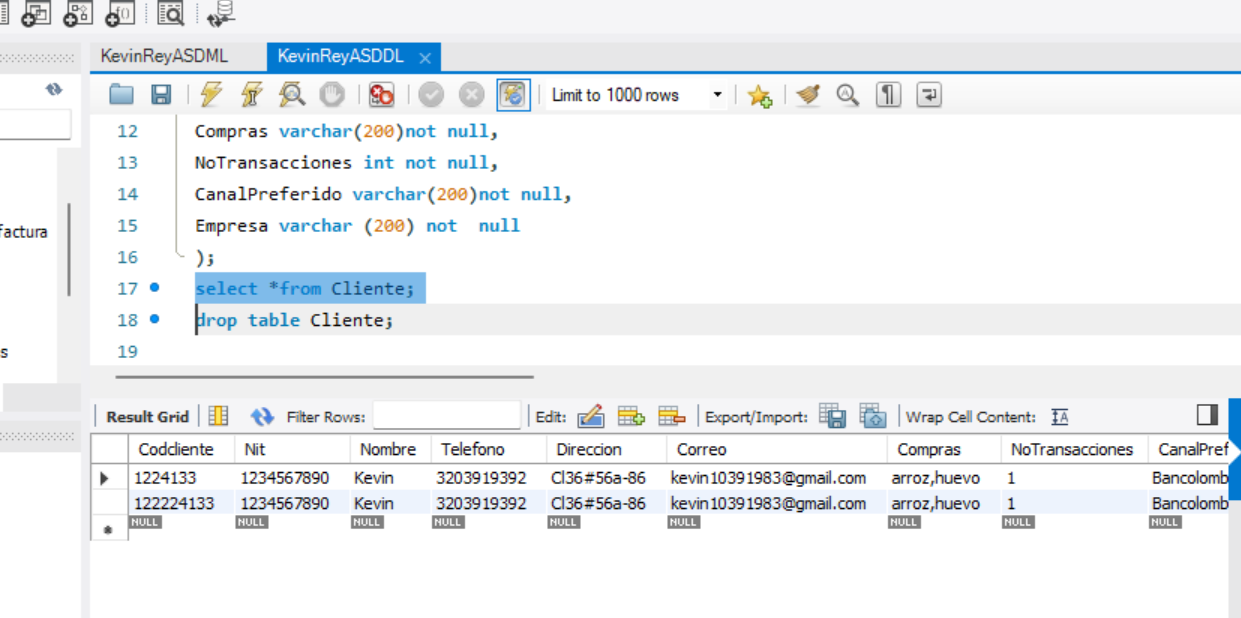 KevinReyASDML
KevinReyASDDL
Limit to 1000 rows
factura
s
12 Compras varchar(200)not null,
13 NoTransacciones int not null,
14 CanalPreferido varchar(200)not null,
15 Empresa varchar (200) not  null
16 );
17 select *from Cliente;
18 drop table Cliente;
19
Result Grid Filter Rows: Edit: Export/Import: Wrap Cell Content: IA
Codcliente Nit Nombre Telefono Direccion Correo Compras NoTransacciones CanalPref
1224133 1234567890 Kevin 3203919392 Cl36#56a-86 kevin10391983@gmail.com arroz,huevo 1 Bancolomb
122224133 1234567890 Kevin 3203919392 Cl36#56a-86 kevin10391983@gmail.com arroz,huevo 1 Bancolomb
NULL NULL NULL NULL NULL NULL NULL NULL NULL